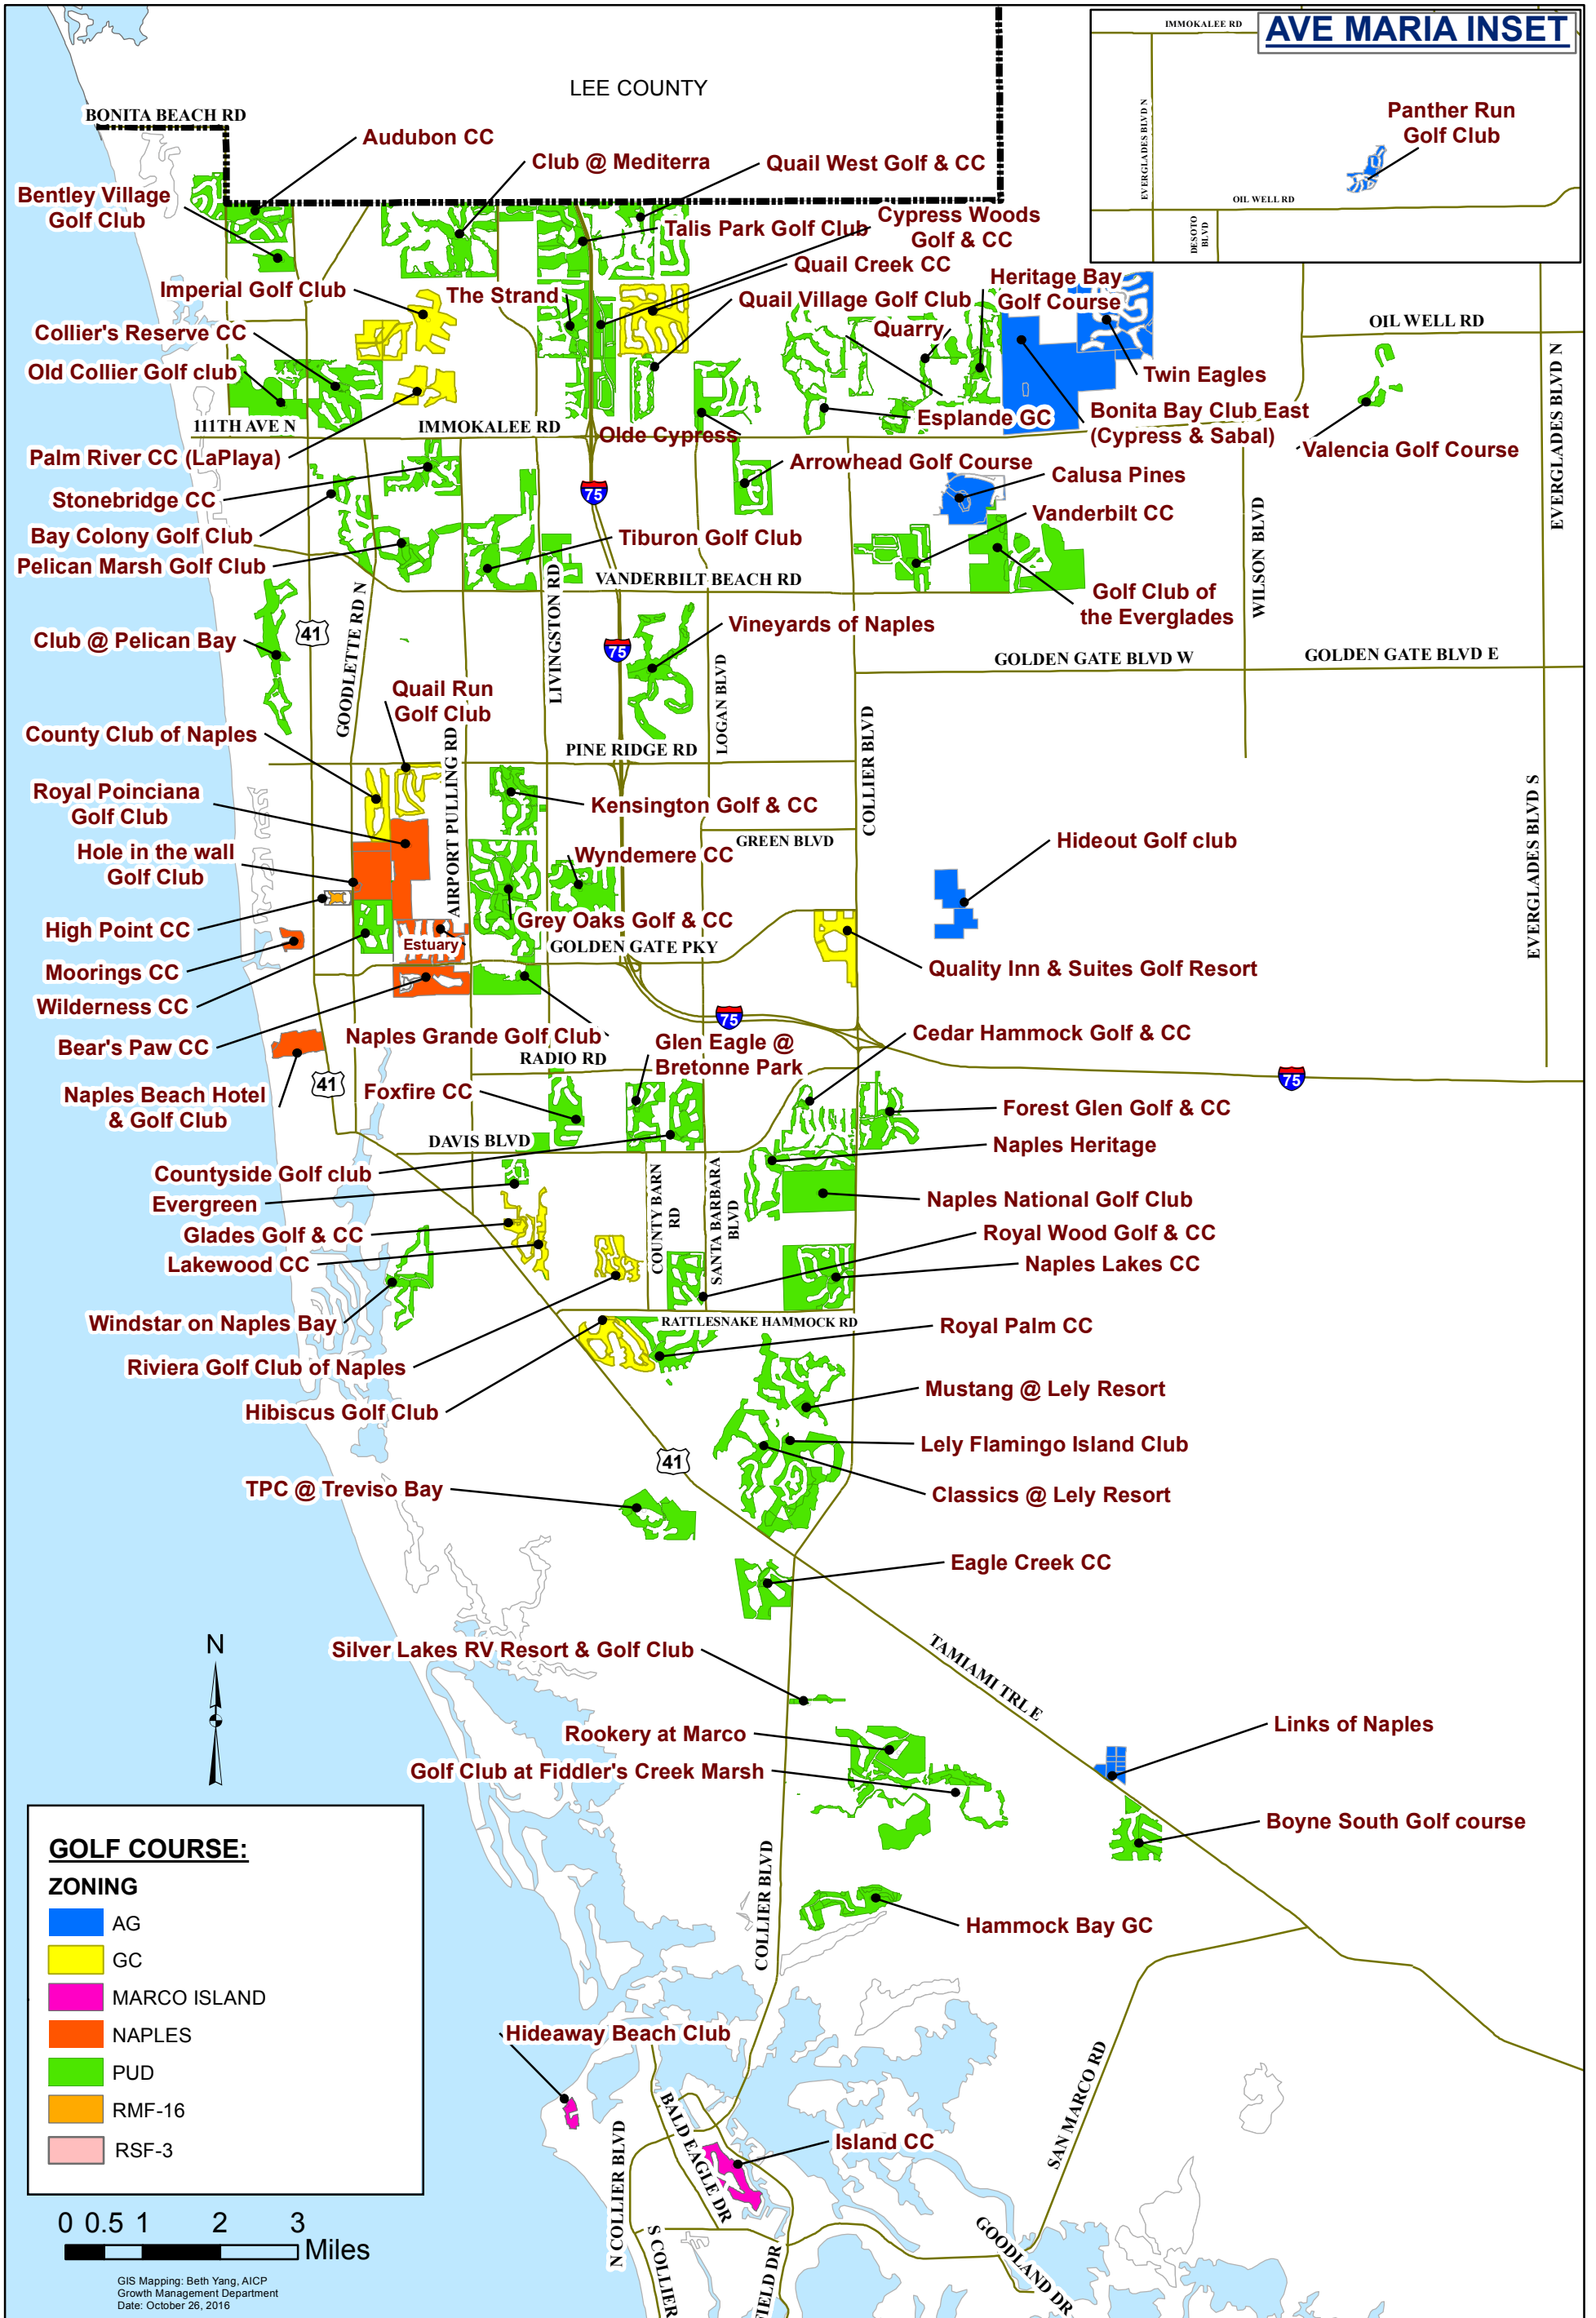 AVE MARIA INSET
IMMOKALEE RD
EVERGLADES BLVD N
Panther Run
Golf Club
OIL WELL RD
DESOTO
BLVD
LEE COUNTY
BONITA BEACH RD
Audubon CC
Club @ Mediterra
Quail West Golf & CC
Bentley Village
Golf Club
Talis Park Golf Club
Cypress Woods
Golf & CC
Quail Creek CC
Imperial Golf Club
The Strand
Quail Village Golf Club
Heritage Bay
Golf Course
Quarry
Collier's Reserve CC
OIL WELL RD
Old Collier Golf club
Twin Eagles
EVERGLADES BLVD N
111TH AVE N
IMMOKALEE RD
Olde Cypress
Esplande GC
Bonita Bay Club East
(Cypress & Sabal)
Valencia Golf Course
Palm River CC (LaPlaya)
Arrowhead Golf Course
Calusa Pines
Stonebridge CC
75
Vanderbilt CC
Bay Colony Golf Club
Tiburon Golf Club
Pelican Marsh Golf Club
VANDERBILT BEACH RD
WILSON BLVD
Golf Club of
the Everglades
GOODLETTE RD N
LIVINGSTON RD
Club @ Pelican Bay
41
75
Vineyards of Naples
GOLDEN GATE BLVD W
GOLDEN GATE BLVD E
LOGAN BLVD
Quail Run
Golf Club
County Club of Naples
AIRPORT PULLING RD
PINE RIDGE RD
COLLIER BLVD
Royal Poinciana
Golf Club
Kensington Golf & CC
EVERGLADES BLVD S
GREEN BLVD
Hideout Golf club
Hole in the wall
Golf Club
Wyndemere CC
High Point CC
Grey Oaks Golf & CC
Estuary
GOLDEN GATE PKY
Moorings CC
Quality Inn & Suites Golf Resort
Wilderness CC
75
Bear's Paw CC
Naples Grande Golf Club
Glen Eagle @
Bretonne Park
Cedar Hammock Golf & CC
RADIO RD
41
75
Naples Beach Hotel
& Golf Club
Foxfire CC
Forest Glen Golf & CC
DAVIS BLVD
Naples Heritage
Countyside Golf club
COUNTY BARN
RD
SANTA BARBARA
BLVD
Evergreen
Naples National Golf Club
Glades Golf & CC
Royal Wood Golf & CC
Lakewood CC
Naples Lakes CC
Windstar on Naples Bay
RATTLESNAKE HAMMOCK RD
Royal Palm CC
Riviera Golf Club of Naples
Mustang @ Lely Resort
Hibiscus Golf Club
Lely Flamingo Island Club
41
TPC @ Treviso Bay
Classics @ Lely Resort
Eagle Creek CC
N
Silver Lakes RV Resort & Golf Club
TAMIAMI TRL E
Rookery at Marco
Links of Naples
Golf Club at Fiddler's Creek Marsh
Boyne South Golf course
COLLIER BLVD
Hammock Bay GC
GOLF COURSE:
ZONING
AG
GC
MARCO ISLAND
NAPLES
PUD
RMF-16
RSF-3
Hideaway Beach Club
SAN MARCO RD
BALD EAGLE DR
N COLLIER BLVD
Island CC
GOODLAND DR
S COLLIER
FIELD DR
0 0.5 1 2 3
Miles
GIS Mapping: Beth Yang, AICP
Growth Management Department
Date: October 26, 2016